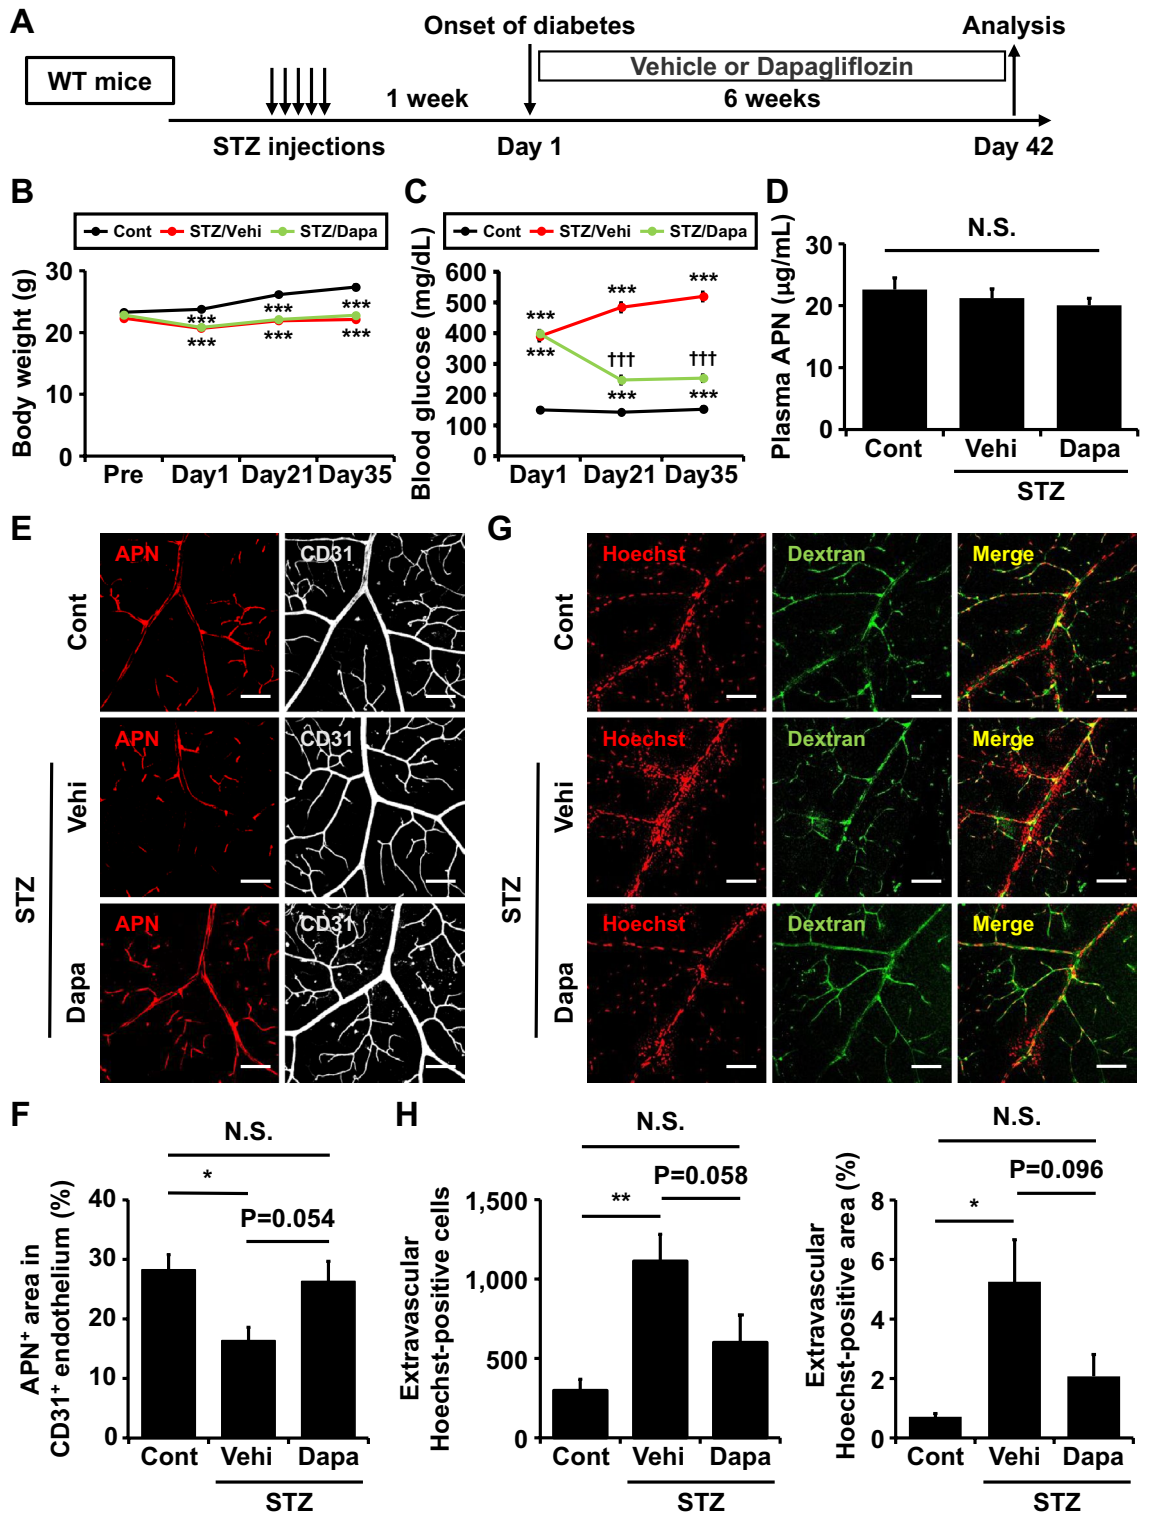 A
Onset of diabetes
Analysis
WT mice
Vehicle or Dapagliflozin
1 week
6 weeks
STZ injections
Day 1
Day 42
B
Cont STZ/Vehi STZ/Dapa
Body weight (g)
30
20
10
0
***
***
***
***
***
***
Pre Day1 Day21 Day35
C
Cont STZ/Vehi STZ/Dapa
Blood glucose (mg/dL)
600
500
400
300
200
100
0
***
***
***
***
†††
†††
***
***
Day1 Day21 Day35
D
N.S.
Plasma APN (µg/mL)
30
20
10
0
Cont Vehi Dapa
STZ
E
APN CD31
Cont
APN CD31
Vehi
APN CD31
Dapa
STZ
G
Hoechst Dextran Merge
Cont
Hoechst Dextran Merge
Vehi
Hoechst Dextran Merge
Dapa
STZ
F
N.S.
*
P=0.054
APN⁺ area in
CD31⁺ endothelium (%)
40
30
20
10
0
Cont Vehi Dapa
STZ
H
N.S.
P=0.058
**
Extravascular
Hoechst-positive cells
1,500
1,000
500
0
Cont Vehi Dapa
STZ
N.S.
P=0.096
*
Extravascular
Hoechst-positive area (%)
8
6
4
2
0
Cont Vehi Dapa
STZ